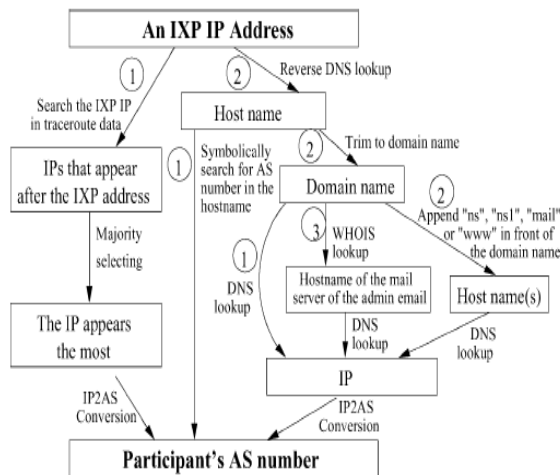 An IXP IP Address
1
2
Reverse DNS lookup
Search the IXP IP
in traceroute data
Host name
IPs that appear
after the IXP address
1
Symbolically
search for AS
number in the
hostname
2
Trim to domain name
Domain name
Majority
selecting
1
DNS
lookup
3
WHOIS
lookup
2
Append "ns", "ns1", "mail"
or "www" in front of
the domain name
Hostname of the mail
server of the admin email
Host name(s)
The IP appears
the most
DNS
lookup
DNS
lookup
IP
IP2AS
Conversion
IP2AS
Conversion
Participant's AS number